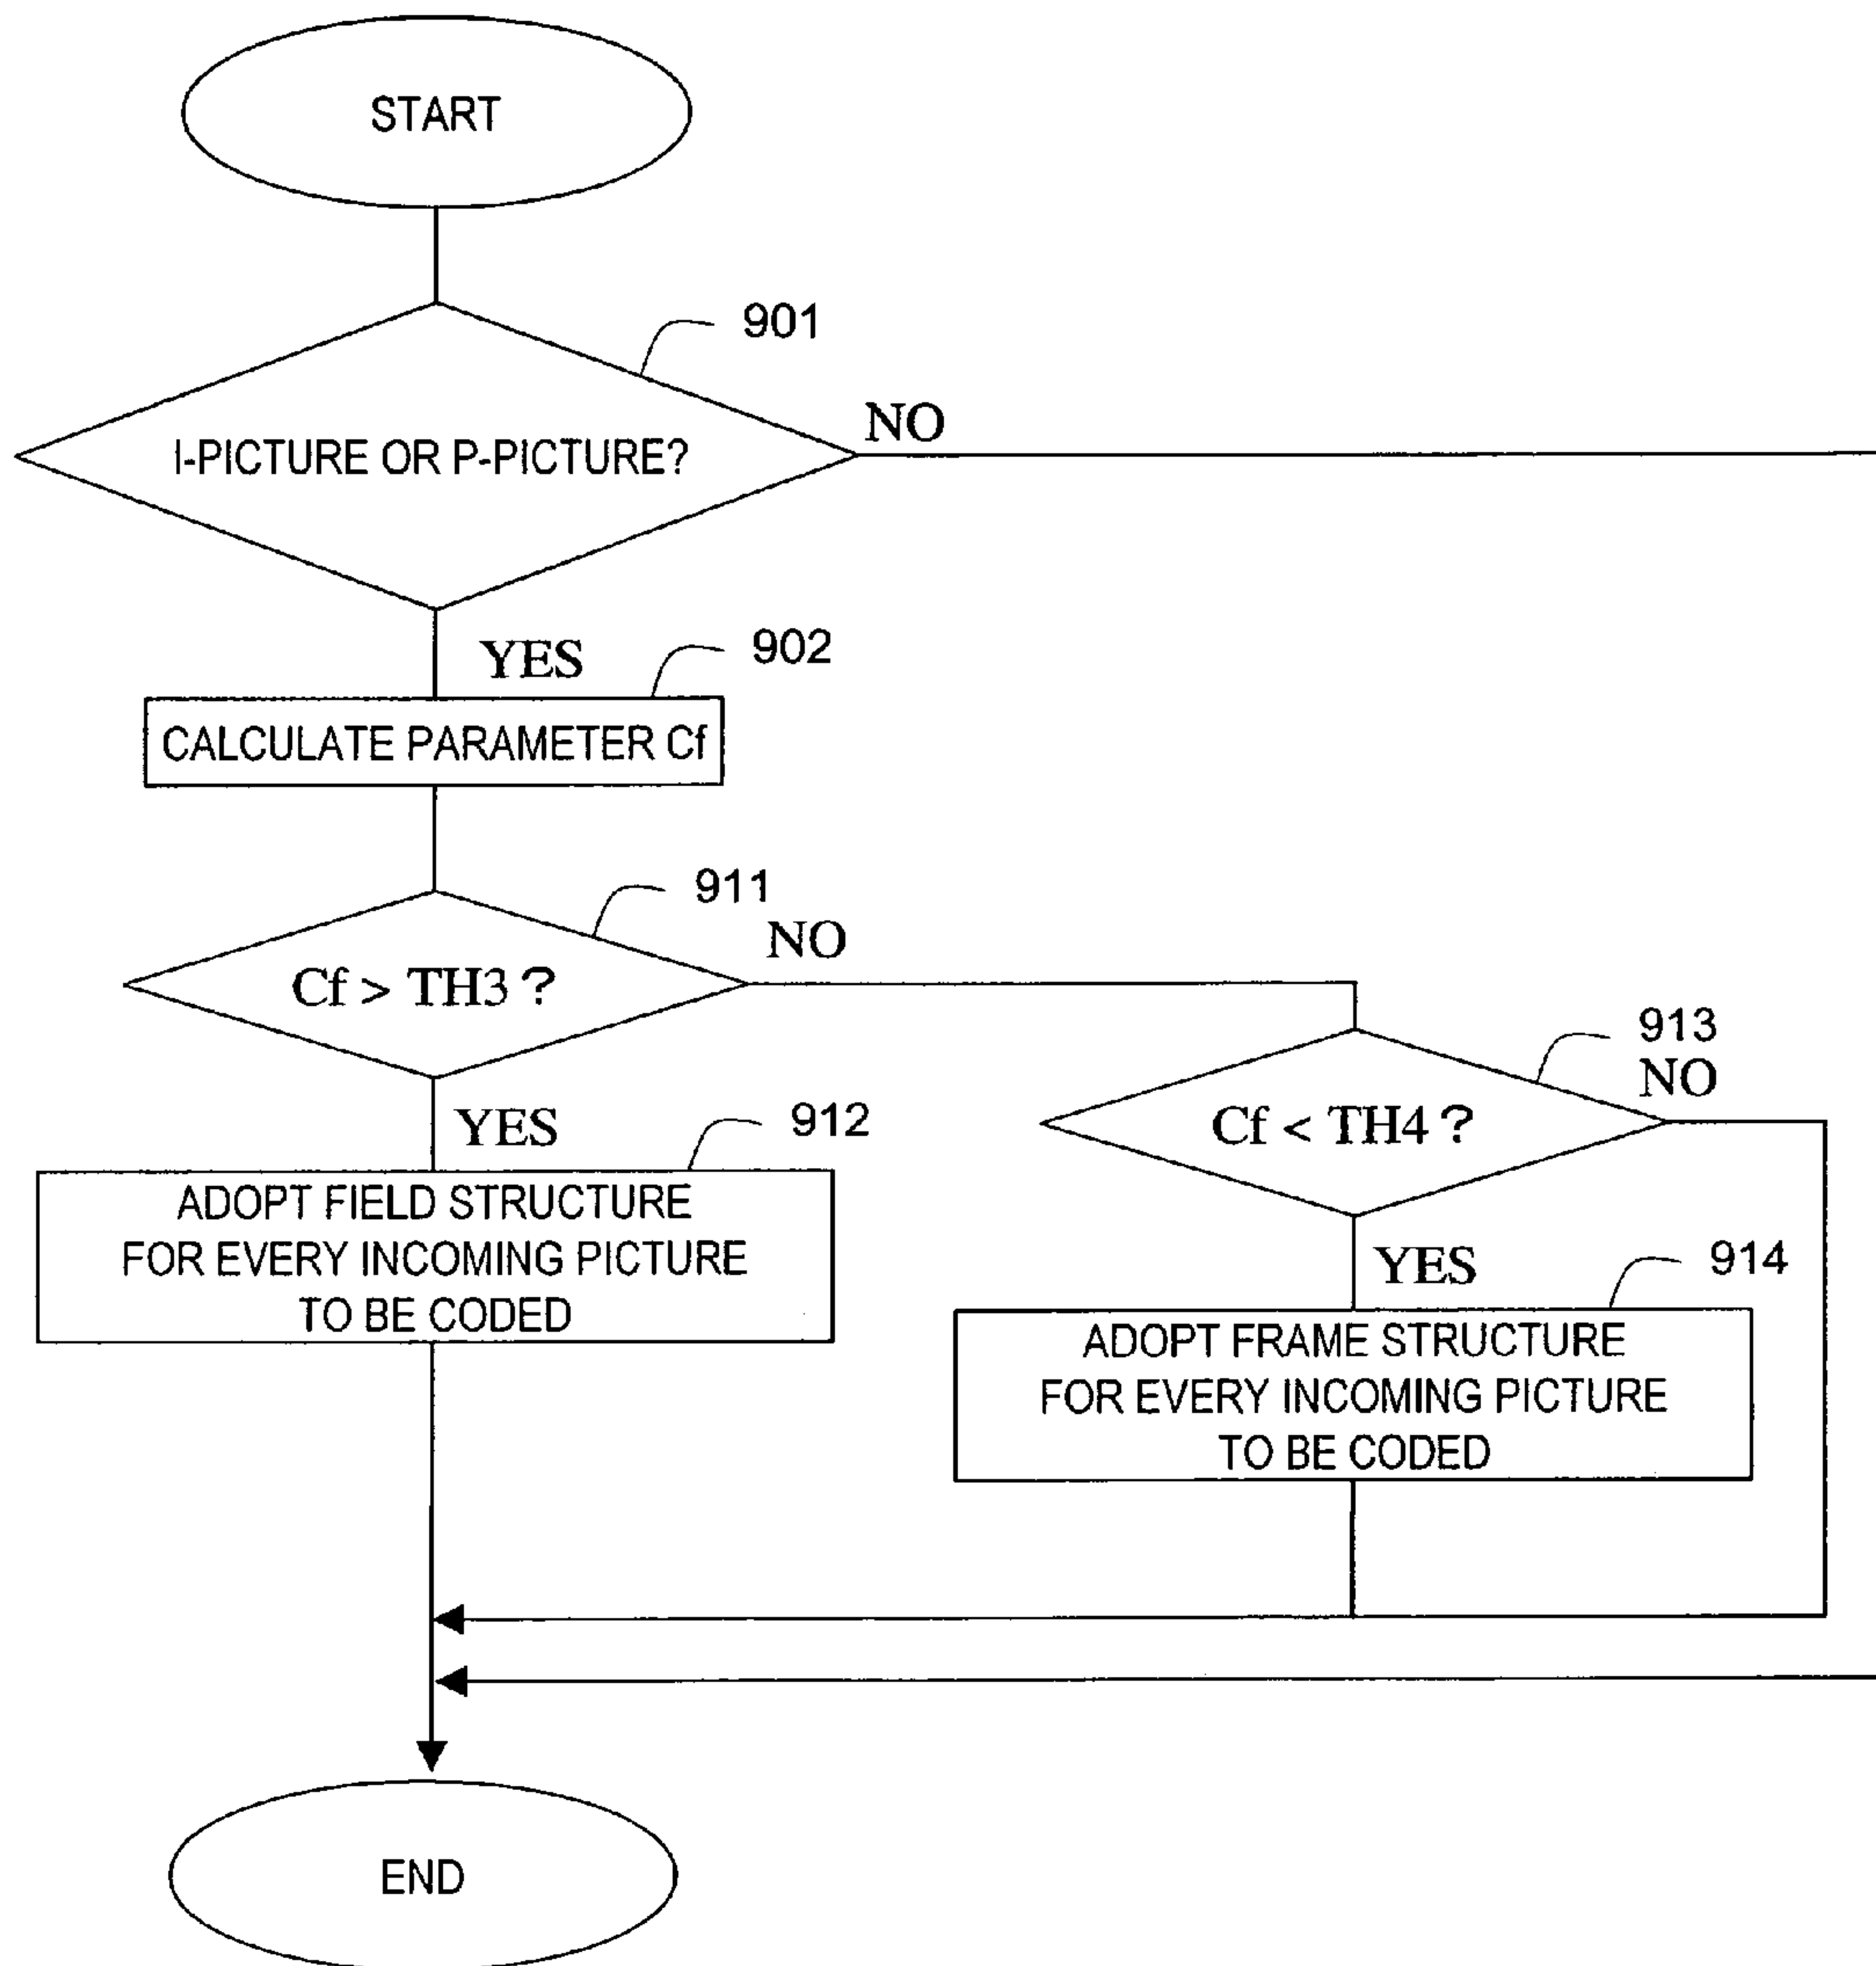 START
901
NO
I-PICTURE OR P-PICTURE?
YES
902
CALCULATE PARAMETER Cf
911
NO
Cf > TH3 ?
913
NO
Cf < TH4 ?
YES
912
ADOPT FIELD STRUCTURE
FOR EVERY INCOMING PICTURE
TO BE CODED
YES
914
ADOPT FRAME STRUCTURE
FOR EVERY INCOMING PICTURE
TO BE CODED
END